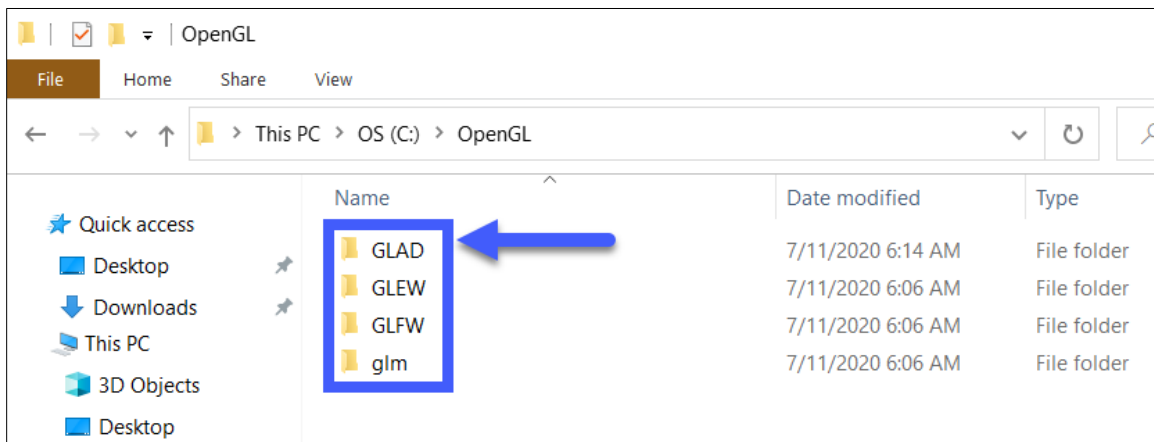 OpenGL
File Home Share View
This PC > OS (C:) > OpenGL
Name Date modified Type
Quick access
Desktop
Downloads
This PC
3D Objects
Desktop
GLAD 7/11/2020 6:14 AM File folder
GLEW 7/11/2020 6:06 AM File folder
GLFW 7/11/2020 6:06 AM File folder
glm 7/11/2020 6:06 AM File folder